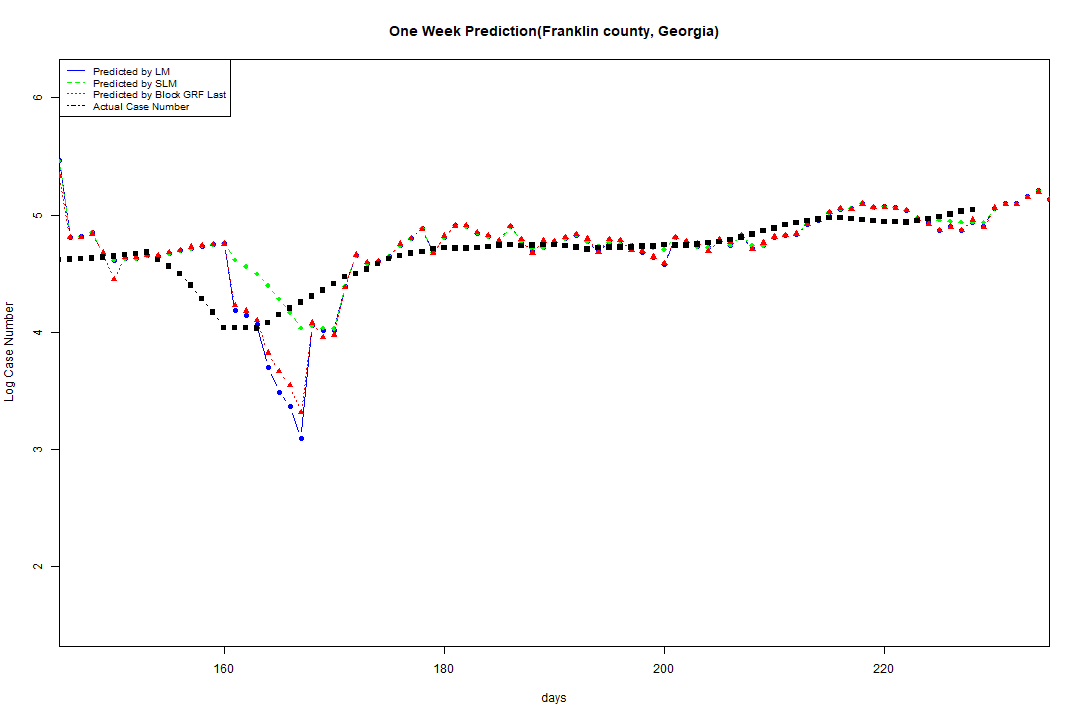 One Week Prediction(Franklin county, Georgia)
Predicted by LM
Predicted by SLM
Predicted by Block GRF Last
Actual Case Number
6
5
4
3
2
Log Case Number
160 180 200 220
days